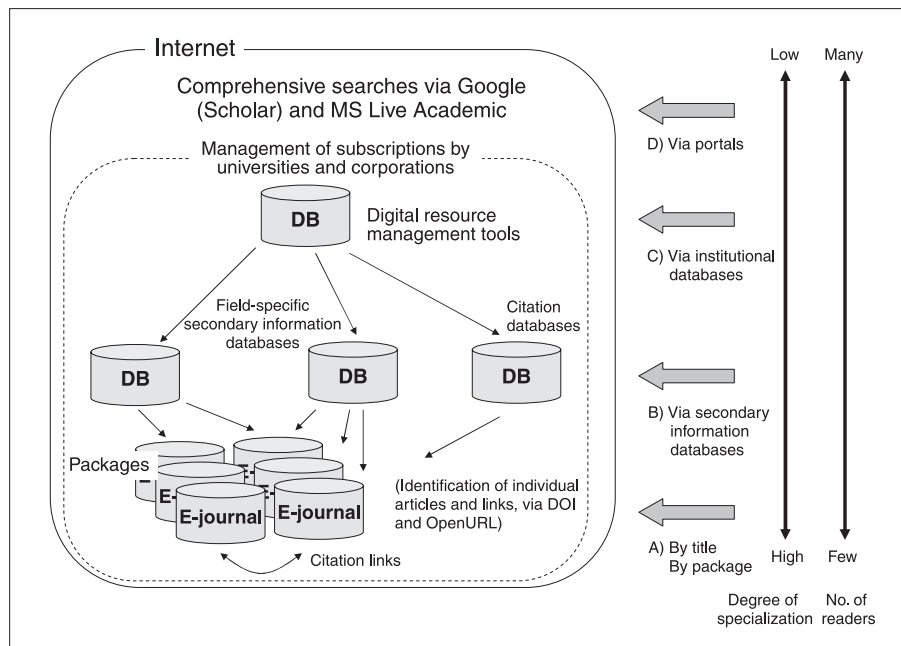 Internet
Comprehensive searches via Google
(Scholar) and MS Live Academic
Management of subscriptions by
universities and corporations
DB
Digital resource
management tools
Field-specific
secondary information
databases
Citation
databases
DB
DB
DB
Packages
E-
E-
E
E-journal
E-journal
(Identification of individual
articles and links, via DOI
and OpenURL)
Citation links
D) Via portals
C) Via institutional
databases
B) Via secondary
information
databases
A) By title
By package
Low
Many
High
Few
Degree of
specialization
No. of
readers